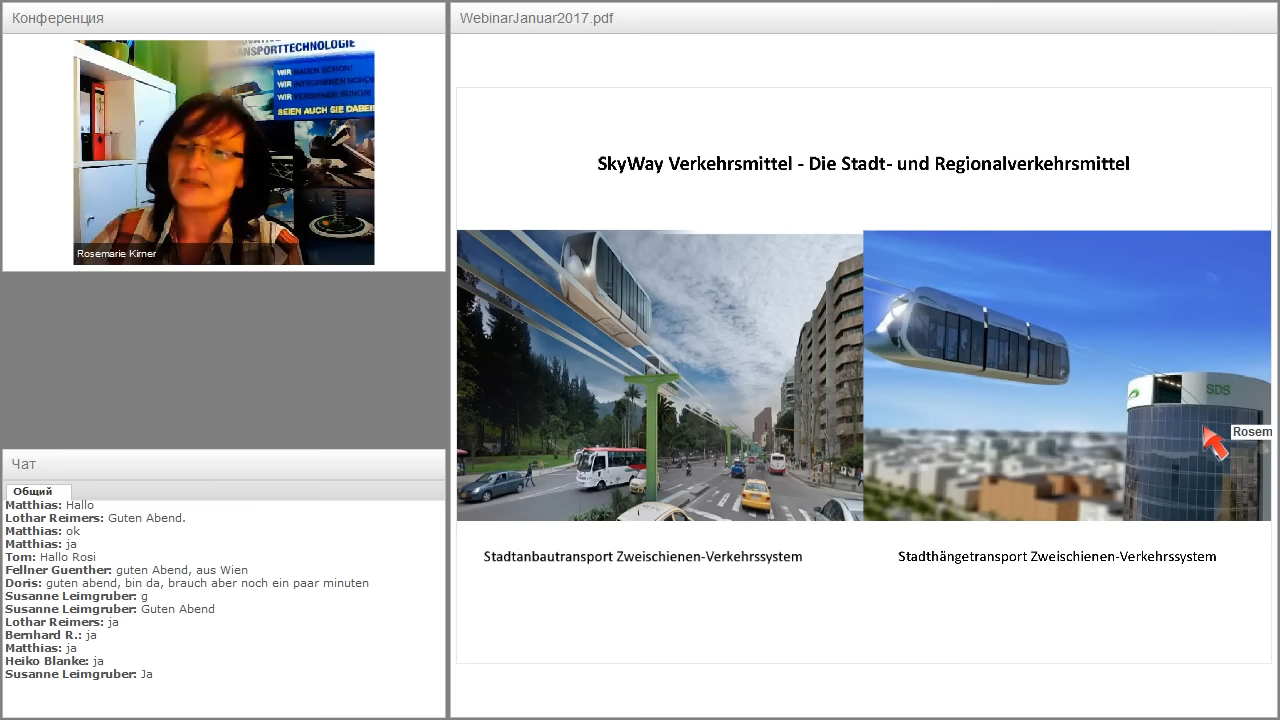 Конференция
ANSPORTTECHNOLOGIE
WIR
WIR
WIR
SEIEN AUCH SIE DABEI
Rosemarie Kirner
WebinarJanuar2017.pdf
SkyWay Verkehrsmittel - Die Stadt- und Regionalverkehrsmittel
SDS
Rosem
Stadtanbautransport Zweischienen-Verkehrssystem
Stadthängetransport Zweischienen-Verkehrssystem
Чат
Общий
Matthias: Hallo
Lothar Reimers: Guten Abend.
Matthias: ok
Matthias: ja
Tom: Hallo Rosi
Fellner Guenther: guten Abend, aus Wien
Doris: guten abend, bin da, brauch aber noch ein paar minuten
Susanne Leimgruber: g
Susanne Leimgruber: Guten Abend
Lothar Reimers: ja
Bernhard R.: ja
Matthias: ja
Heiko Blanke: ja
Susanne Leimgruber: Ja